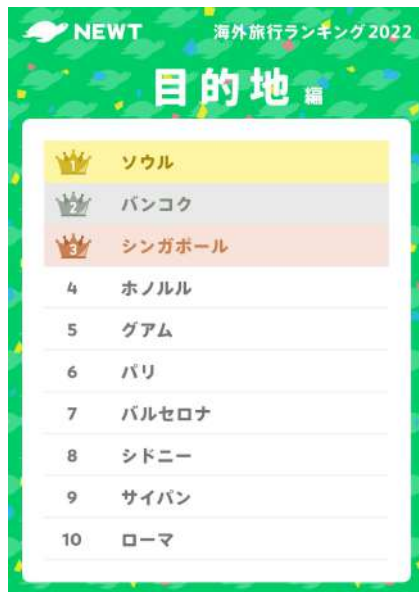 NEWT 海外旅行ランキング2022
目的地 編
1 ソウル
2 バンコク
3 シンガポール
4 ホノルル
5 グアム
6 パリ
7 バルセロナ
8 シドニー
9 サイパン
10 ローマ